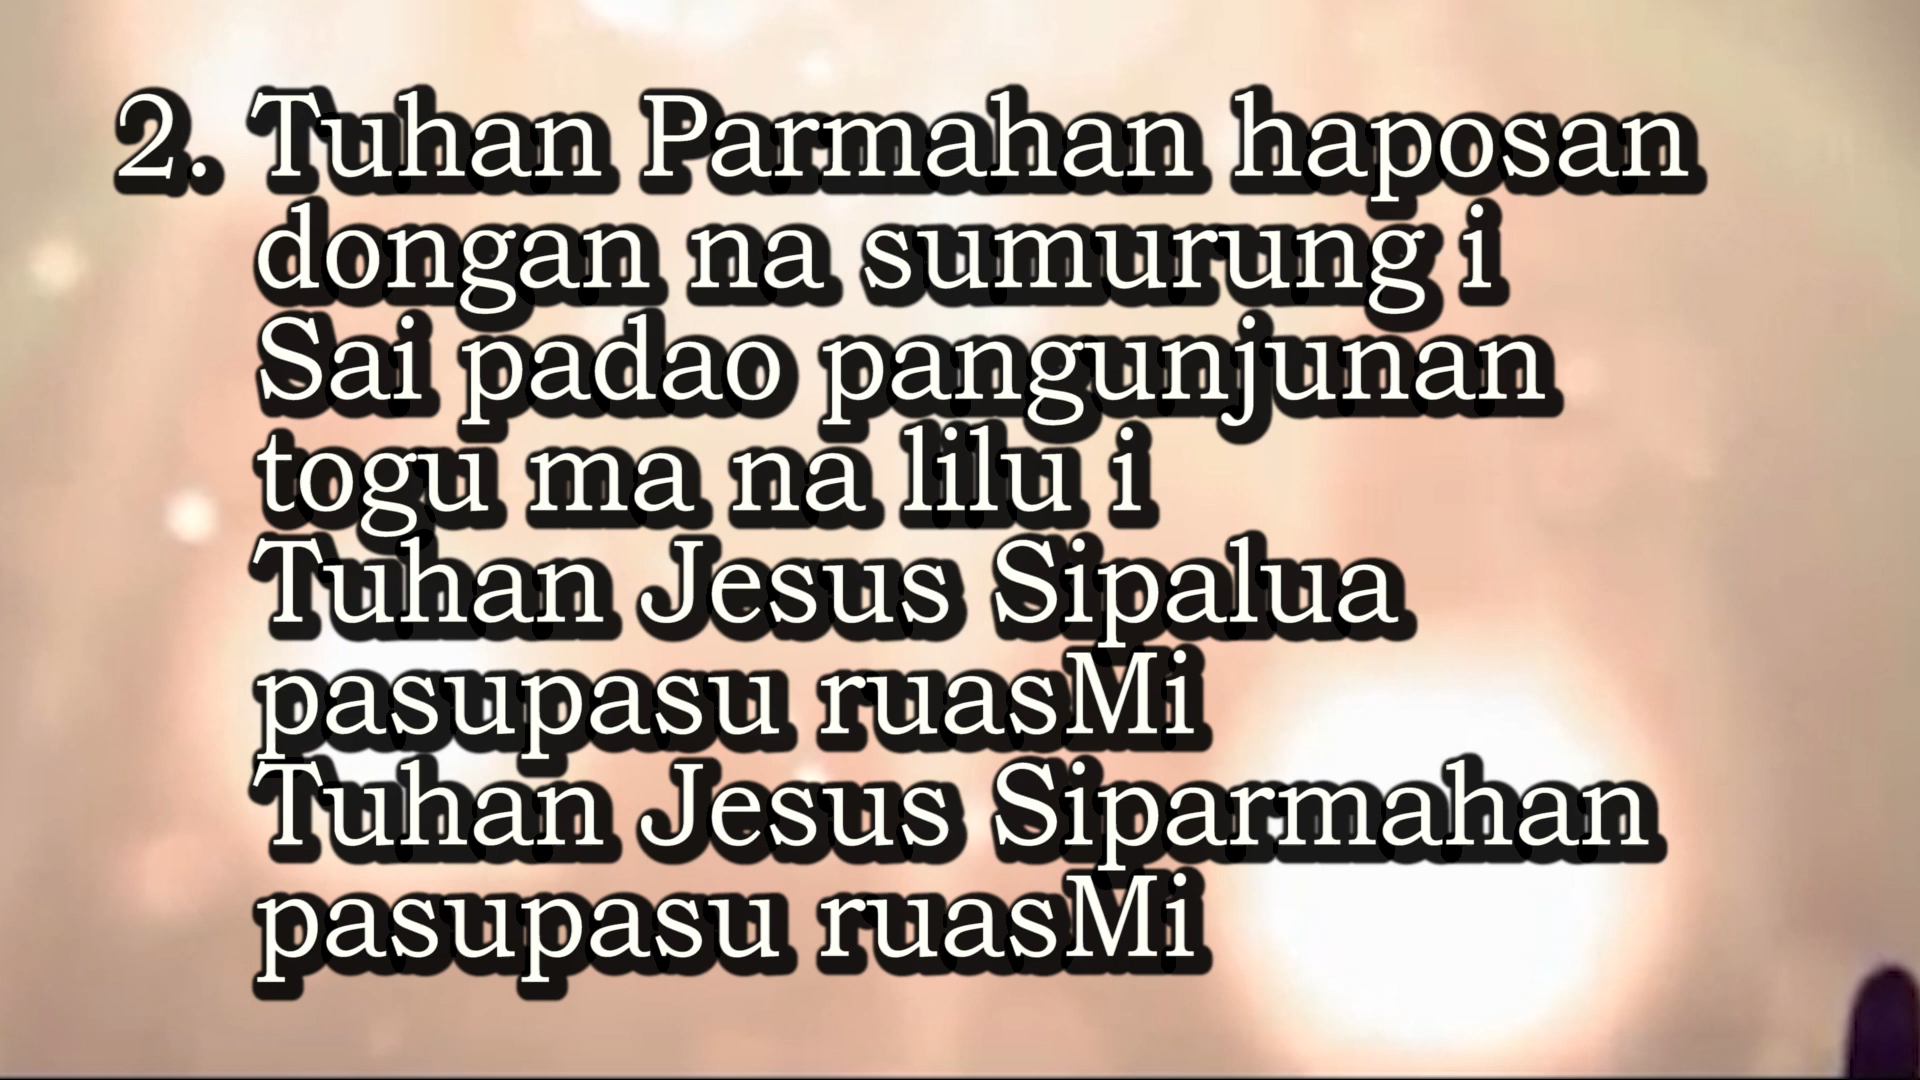 2. Tuhan Parmahan haposan
dongan na sumurung i
Sai padao pangunjunan
togu ma na lilu i
Tuhan Jesus Sipalua
pasupasu ruasMi
Tuhan Jesus Siparmahan
pasupasu ruasMi